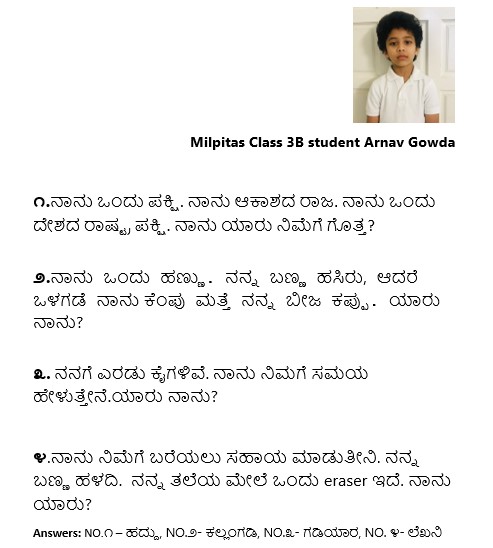 Milpitas Class 3B student Arnav Gowda
೧.ನಾನು ಒಂದು ಪಕ್ಷಿ. ನಾನು ಆಕಾಶದ ರಾಜ. ನಾನು ಒಂದು
ದೇಶದ ರಾಷ್ಟ್ರ ಪಕ್ಷಿ. ನಾನು ಯಾರು ನಿಮೆಗೆ ಗೊತ್ತ?
೨.ನಾನು ಒಂದು ಹಣ್ಣು. ನನ್ನ ಬಣ್ಣ ಹಸಿರು, ಆದರೆ
ಒಳಗಡೆ ನಾನು ಕೆಂಪು ಮತ್ತೆ ನನ್ನ ಬೀಜ ಕಪ್ಪು. ಯಾರು
ನಾನು?
೩. ನನಗೆ ಎರಡು ಕೈಗಳಿವೆ. ನಾನು ನಿಮಗೆ ಸಮಯ
ಹೇಳುತ್ತೇನೆ.ಯಾರು ನಾನು?
೪.ನಾನು ನಿಮೆಗೆ ಬರೆಯಲು ಸಹಾಯ ಮಾಡುತೀನಿ. ನನ್ನ
ಬಣ್ಣ ಹಳದಿ. ನನ್ನ ತಲೆಯ ಮೇಲೆ ಒಂದು eraser ಇದೆ. ನಾನು
ಯಾರು?
Answers: NO.೧ – ಹದ್ದು, NO.೨- ಕಲ್ಲಂಗಡಿ, NO.೩- ಗಡಿಯಾರ, NO. ೪- ಲೆಖನಿ